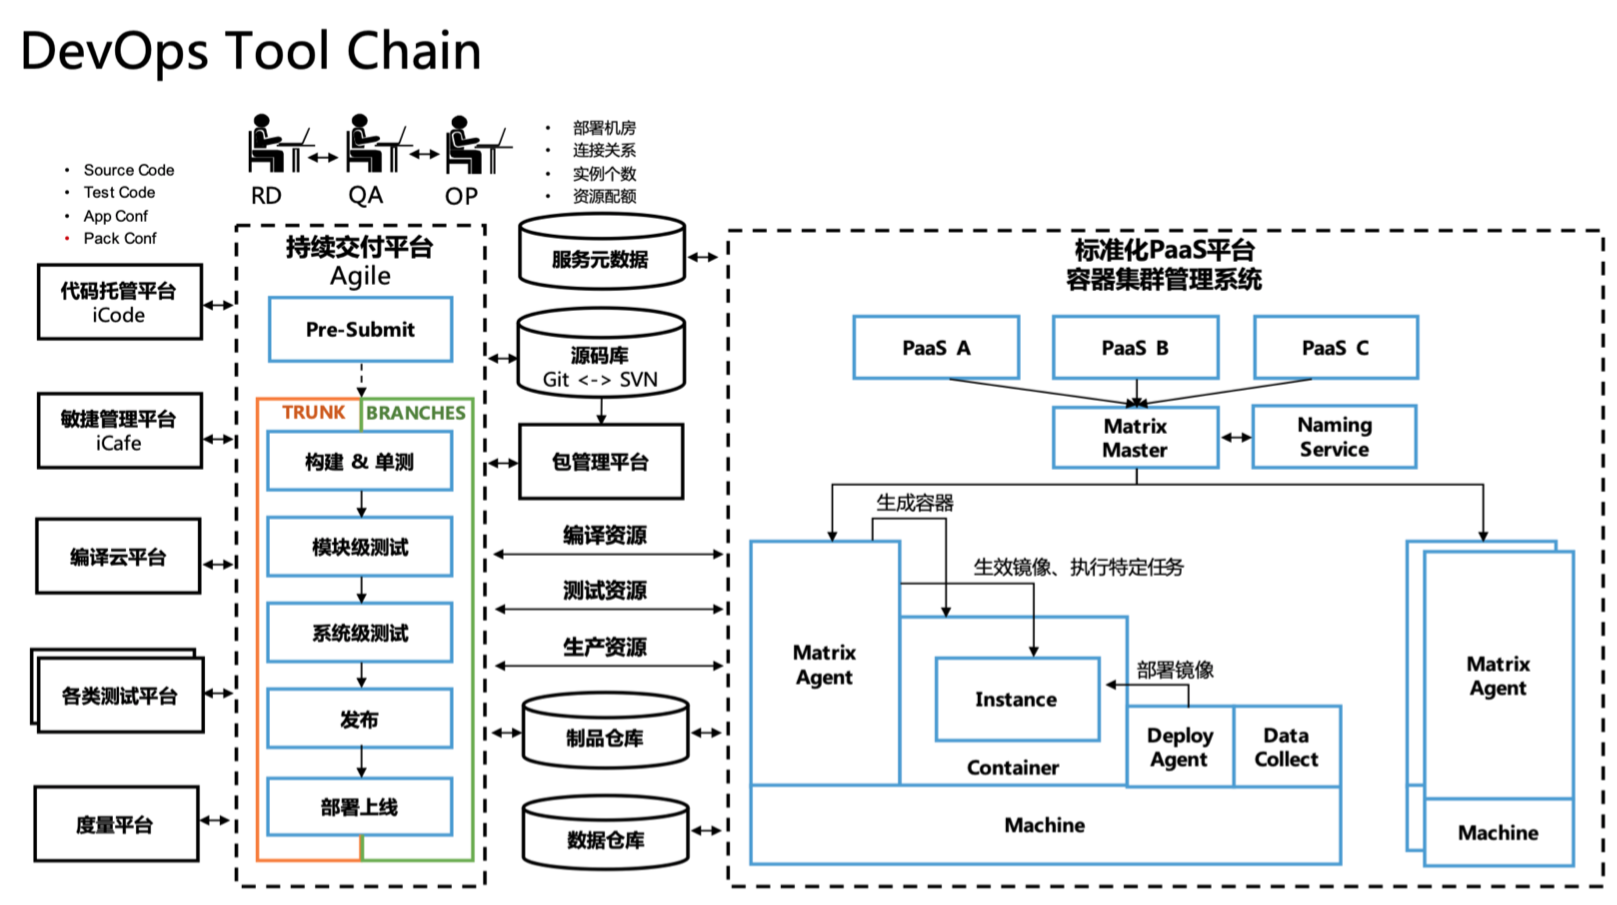 DevOps Tool Chain
RD
QA
OP
• 部署机房
• 连接关系
• 实例个数
• 资源配额
• Source Code
• Test Code
• App Conf
• Pack Conf
代码托管平台
iCode
敏捷管理平台
iCafe
编译云平台
各类测试平台
度量平台
持续交付平台
Agile
Pre-Submit
TRUNK
BRANCHES
构建 & 单测
模块级测试
系统级测试
发布
部署上线
服务元数据
源码库
Git <-> SVN
包管理平台
编译资源
测试资源
生产资源
制品仓库
数据仓库
标准化PaaS平台
容器集群管理系统
PaaS A
PaaS B
PaaS C
Matrix
Master
Naming
Service
生成容器
生效镜像、执行特定任务
Matrix
Agent
Instance
Container
部署镜像
Deploy
Agent
Data
Collect
Machine
Matrix
Agent
Machine